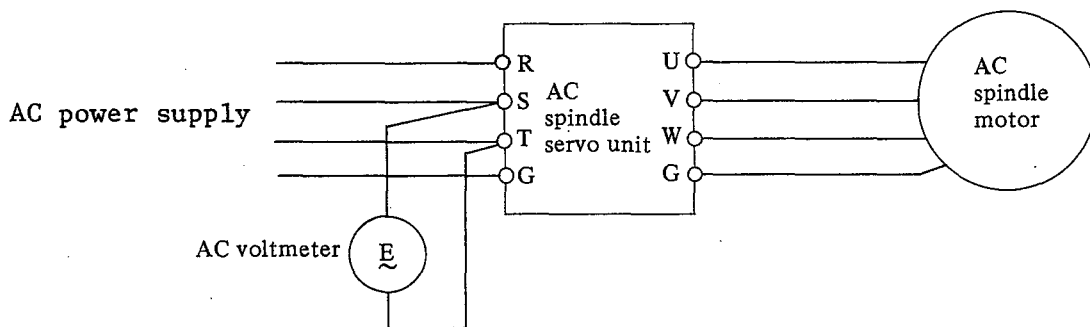 AC power supply
R
S
T
G
AC
spindle
servo unit
U
V
W
G
AC
spindle
motor
AC voltmeter
E
~